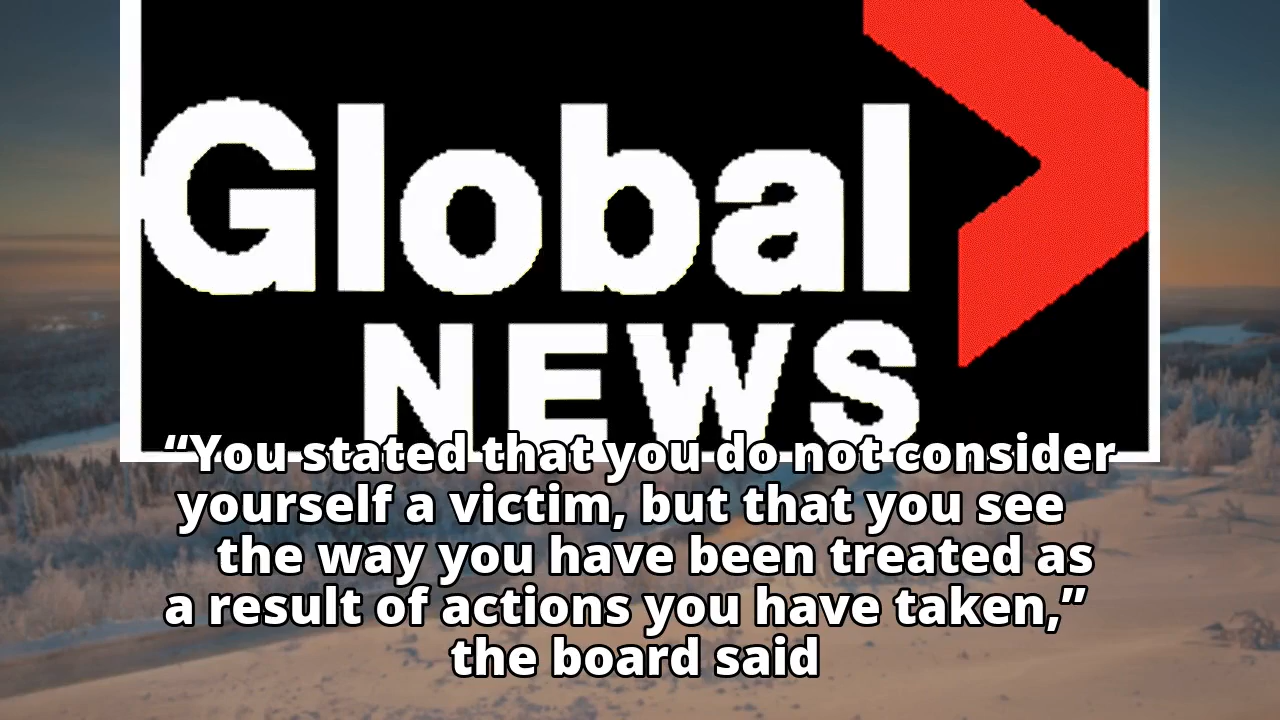 Global
NEWS
“You stated that you do not consider
yourself a victim, but that you see
the way you have been treated as
a result of actions you have taken,”
the board said